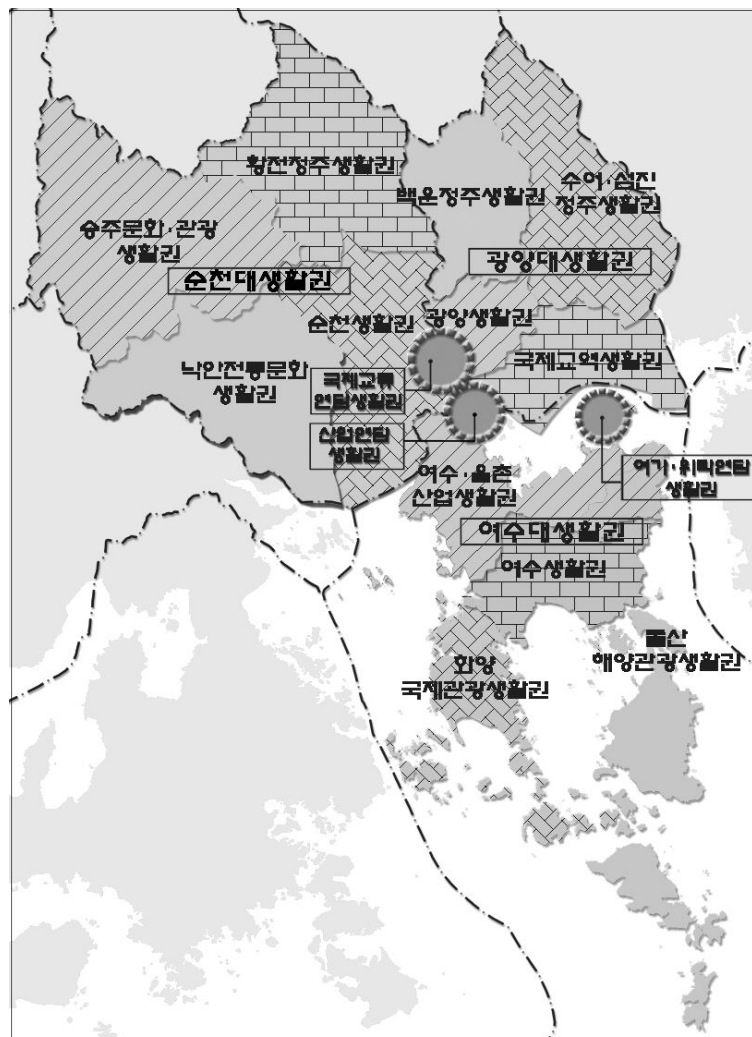 황전정주생활권
백운정주생활권
수어·섬진
정주생활권
승주문화·관광
생활권
순천대생활권
광양대생활권
순천생활권
광양생활권
국제교역생활권
낙안전통문화
생활권
국제교류
연담생활권
산업연담
생활권
여가·위락연담
생활권
여수·율촌
산업생활권
여수대생활권
여수생활권
돌산
해양관광생활권
화양
국제관광생활권